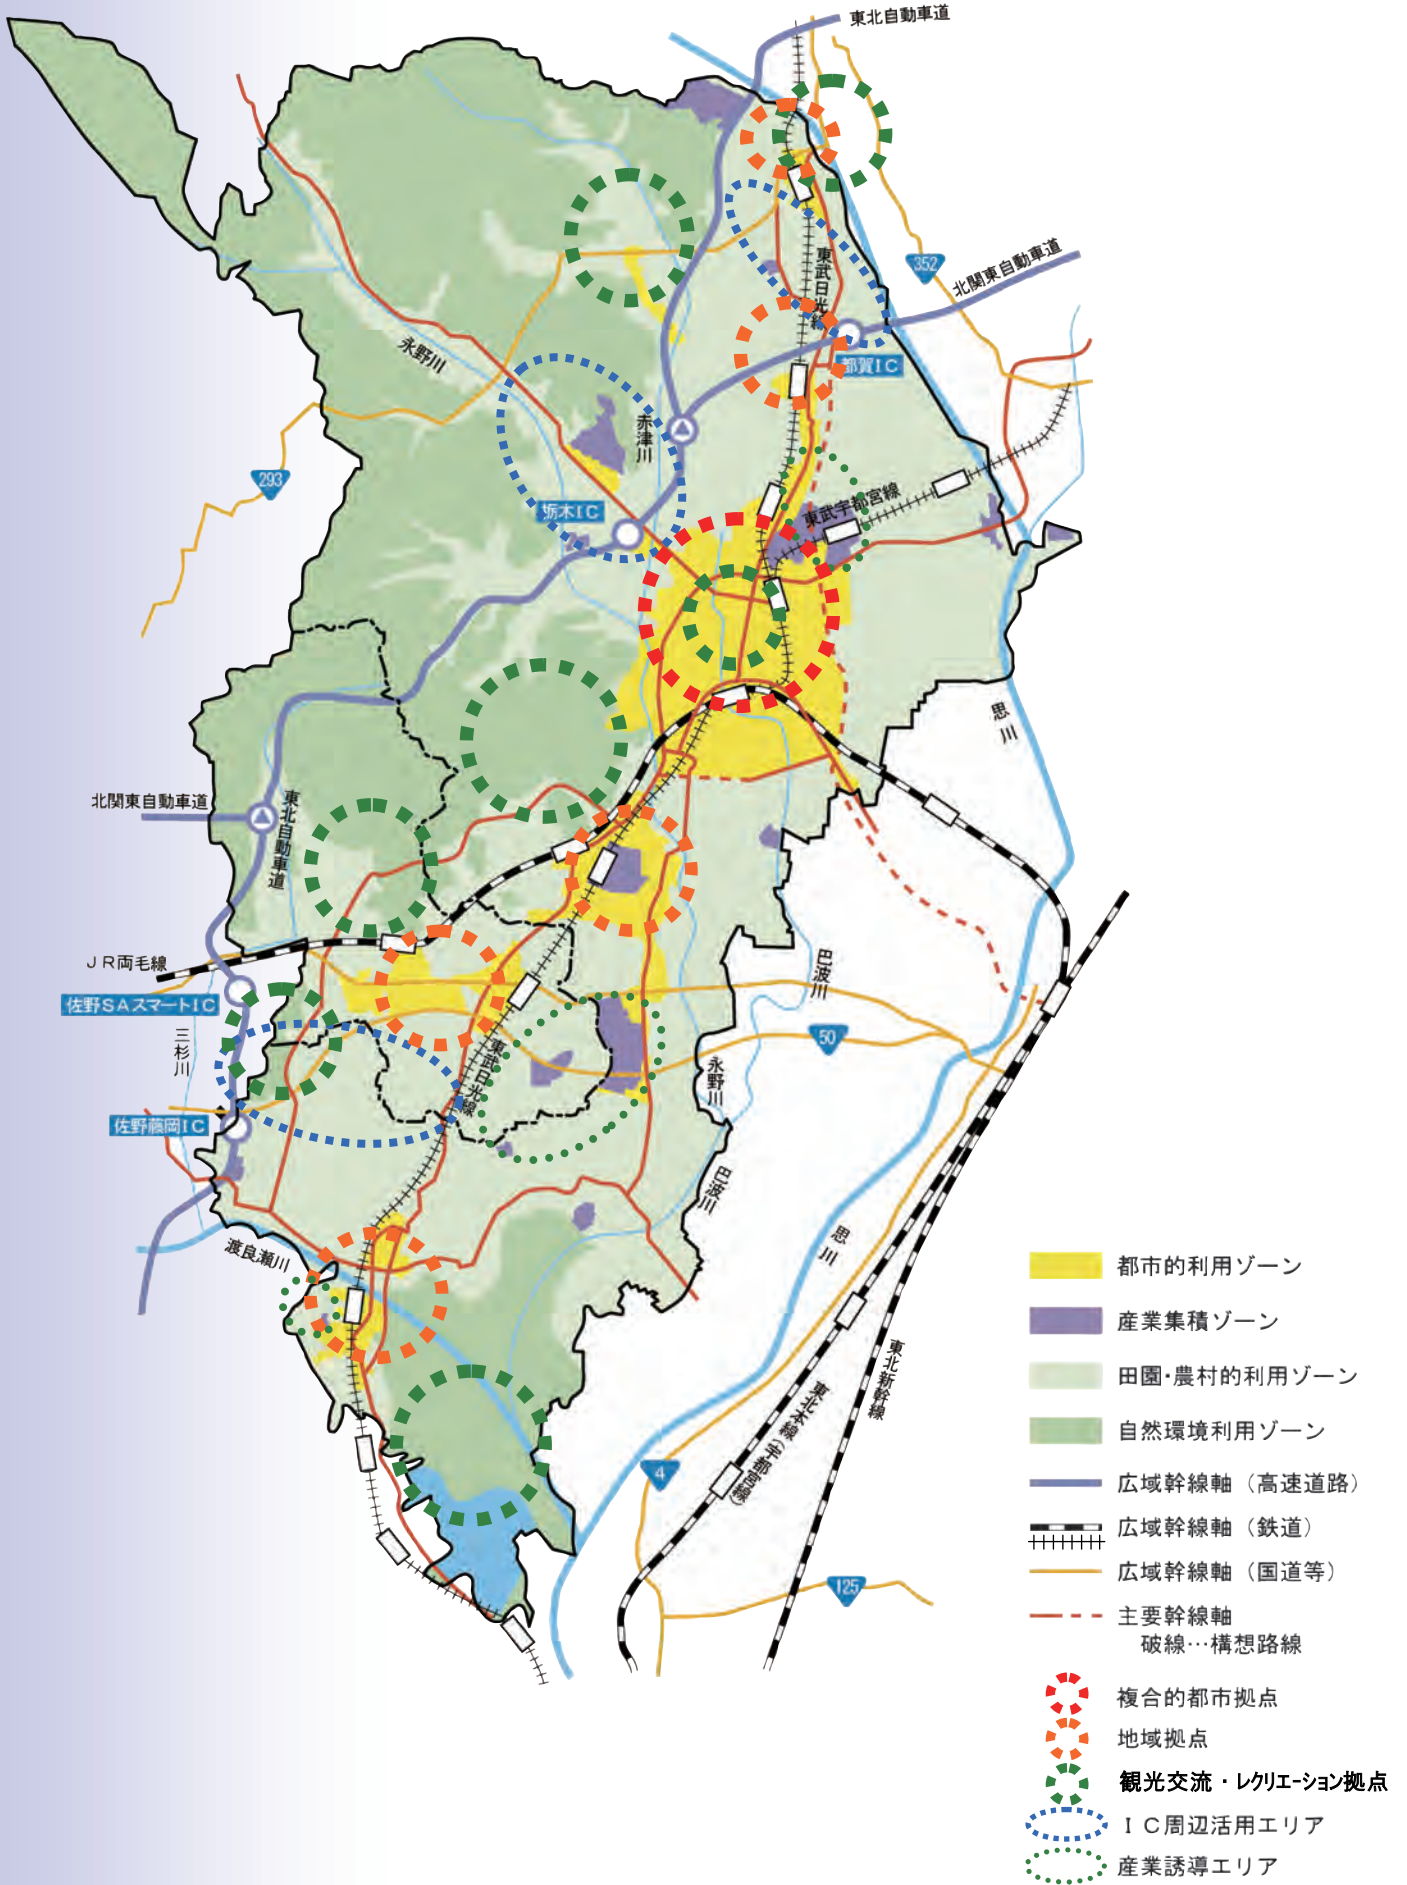 東北自動車道
352
北関東自動車道
東武日光線
永野川
都賀IC
赤津川
293
栃木IC
東武宇都宮線
思川
北関東自動車道
東北自動車道
JR両毛線
佐野SAスマートIC
三杉川
巴波川
50
東武日光線
永野川
佐野藤岡IC
巴波川
渡良瀬川
思川
東北新幹線
東北本線(宇都宮線)
4
125
都市的利用ゾーン
産業集積ゾーン
田園・農村的利用ゾーン
自然環境利用ゾーン
広域幹線軸(高速道路)
広域幹線軸(鉄道)
広域幹線軸(国道等)
主要幹線軸
破線…構想路線
複合的都市拠点
地域拠点
観光交流・レクリエーション拠点
IC周辺活用エリア
産業誘導エリア